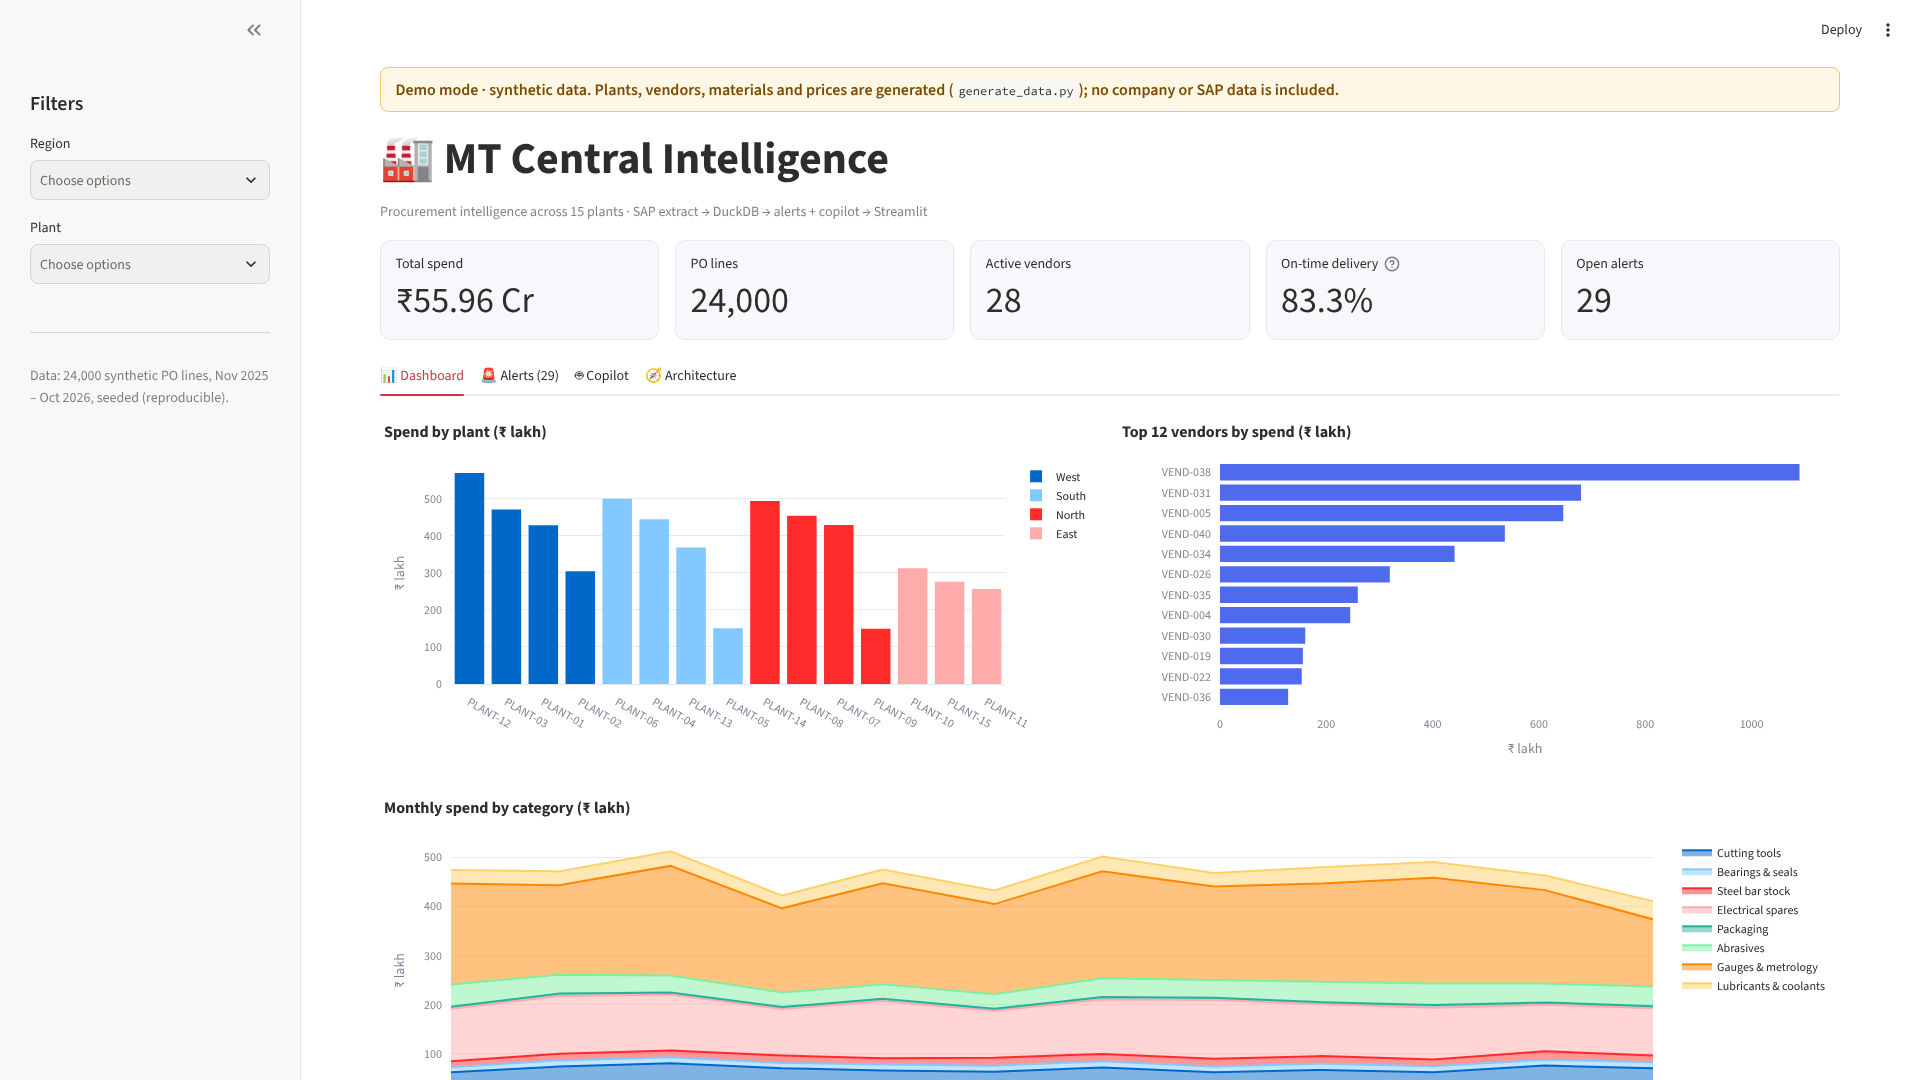 Deploy
Filters
Region
Choose options
Plant
Choose options
Data: 24,000 synthetic PO lines, Nov 2025
– Oct 2026, seeded (reproducible).
Demo mode · synthetic data. Plants, vendors, materials and prices are generated ( generate_data.py ); no company or SAP data is included.
MT Central Intelligence
Procurement intelligence across 15 plants · SAP extract → DuckDB → alerts + copilot → Streamlit
Total spend
₹55.96 Cr
PO lines
24,000
Active vendors
28
On-time delivery
83.3%
Open alerts
29
Dashboard
Alerts (29)
Copilot
Architecture
Spend by plant (₹ lakh)
500
400
300
200
100
0
₹ lakh
PLANT-12
PLANT-03
PLANT-01
PLANT-02
PLANT-06
PLANT-04
PLANT-13
PLANT-05
PLANT-14
PLANT-08
PLANT-07
PLANT-09
PLANT-10
PLANT-15
PLANT-11
West
South
North
East
Top 12 vendors by spend (₹ lakh)
VEND-038
VEND-031
VEND-005
VEND-040
VEND-034
VEND-026
VEND-035
VEND-004
VEND-030
VEND-019
VEND-022
VEND-036
0
200
400
600
800
1000
₹ lakh
Monthly spend by category (₹ lakh)
500
400
300
200
100
₹ lakh
Cutting tools
Bearings & seals
Steel bar stock
Electrical spares
Packaging
Abrasives
Gauges & metrology
Lubricants & coolants